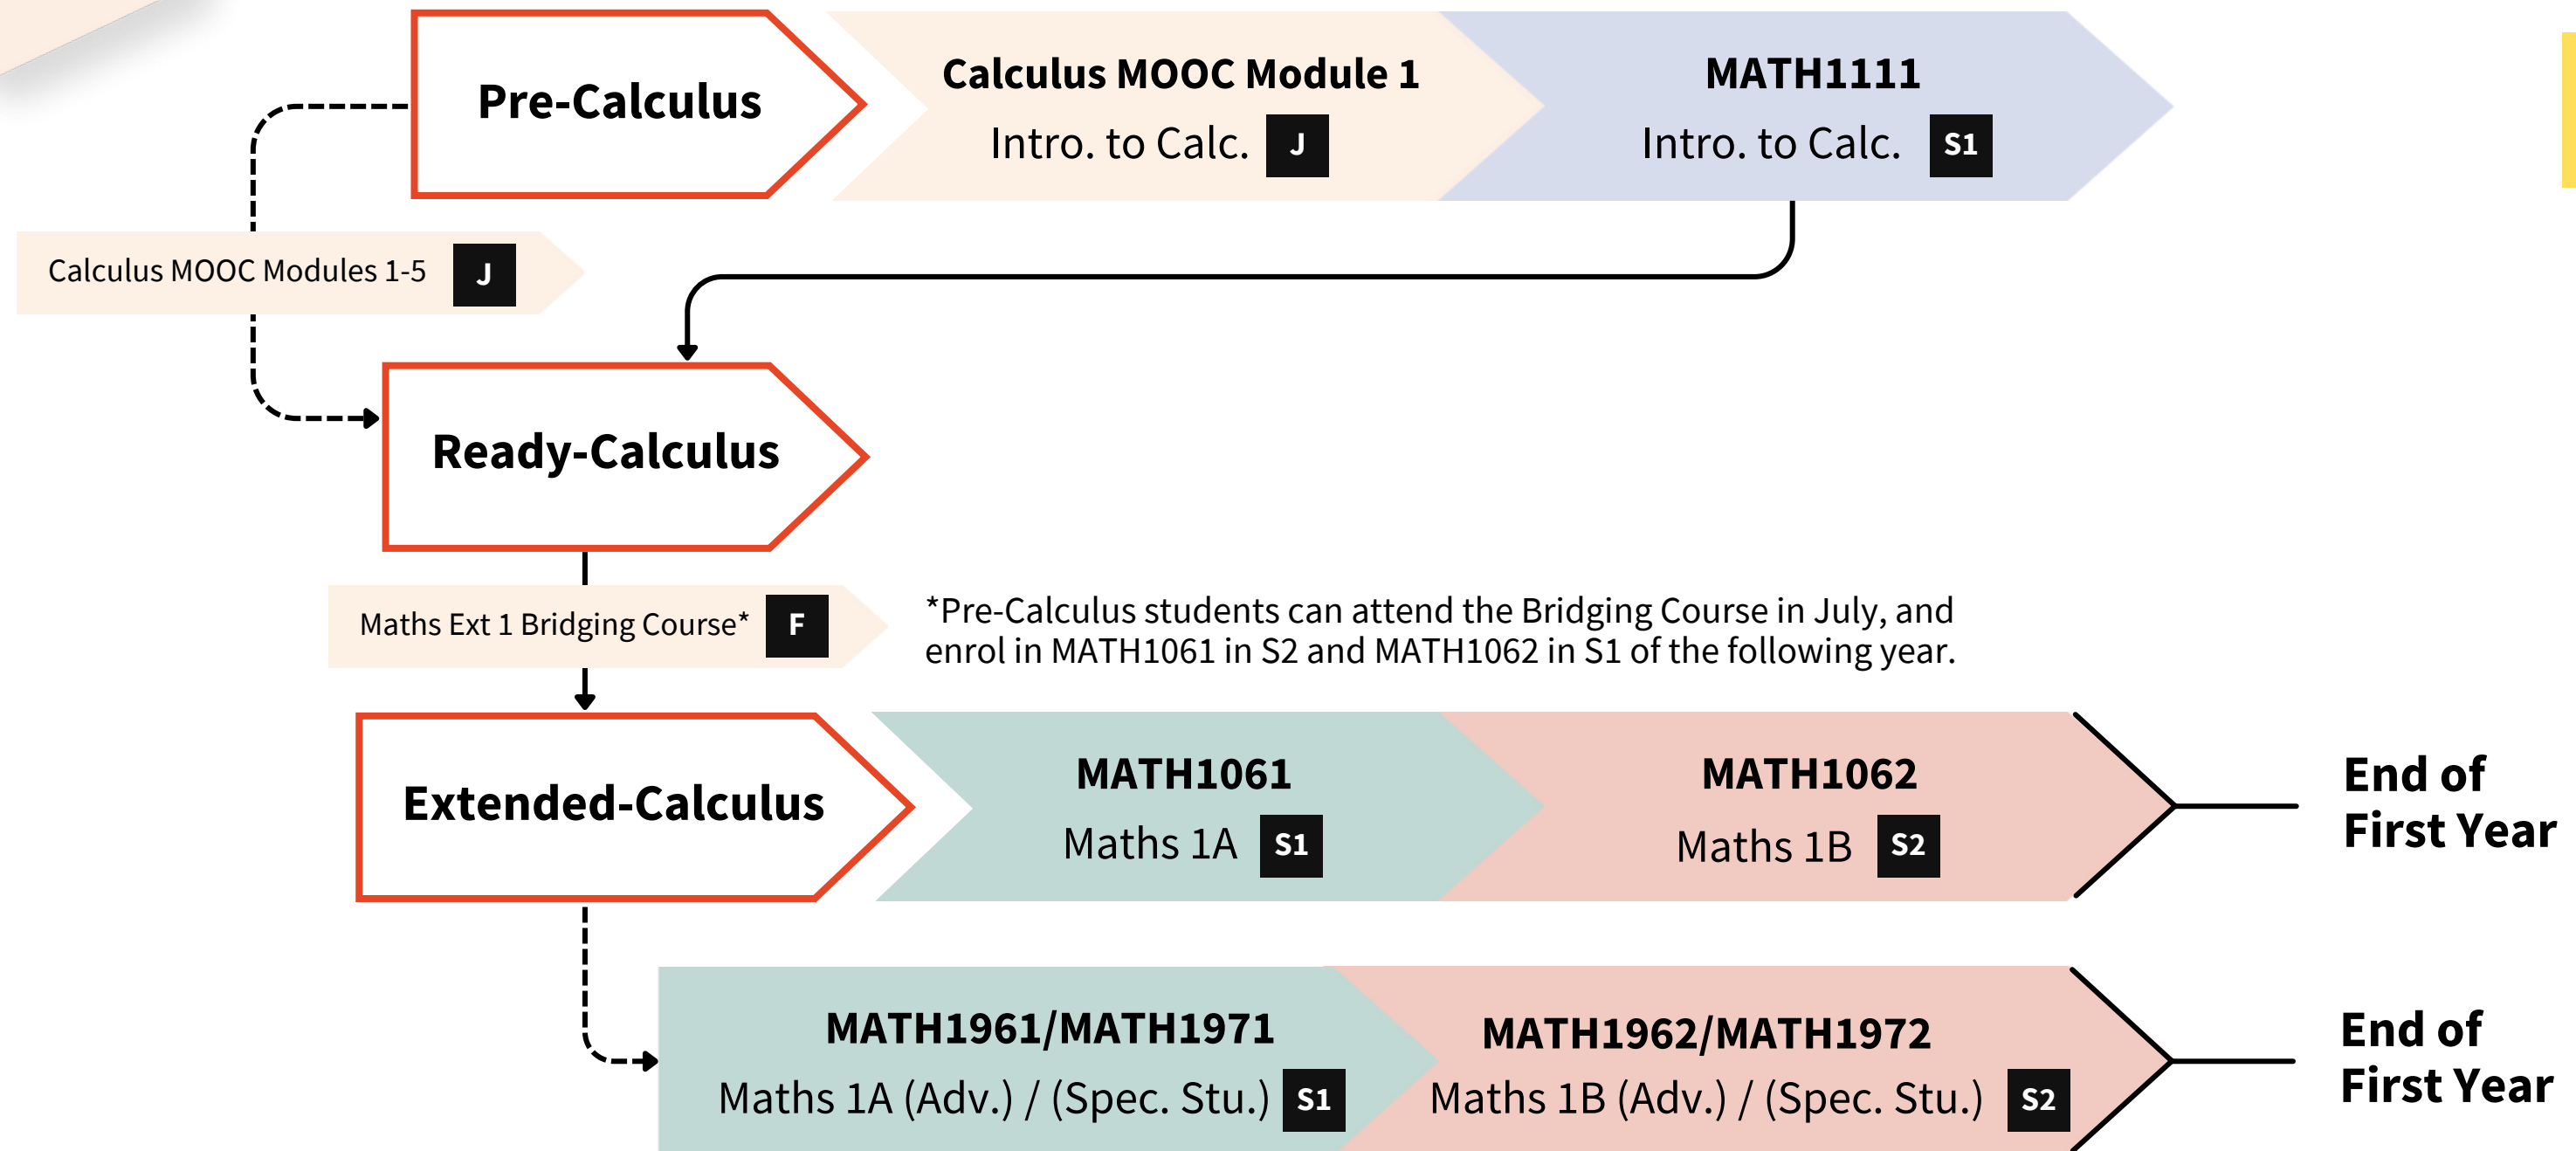 Pre-Calculus
Calculus MOOC Module 1
Intro. to Calc. J
MATH1111
Intro. to Calc. S1
Calculus MOOC Modules 1-5 J
Ready-Calculus
Maths Ext 1 Bridging Course* F
*Pre-Calculus students can attend the Bridging Course in July, and
enrol in MATH1061 in S2 and MATH1062 in S1 of the following year.
Extended-Calculus
MATH1061
Maths 1A S1
MATH1062
Maths 1B S2
End of
First Year
MATH1961/MATH1971
Maths 1A (Adv.) / (Spec. Stu.) S1
MATH1962/MATH1972
Maths 1B (Adv.) / (Spec. Stu.) S2
End of
First Year